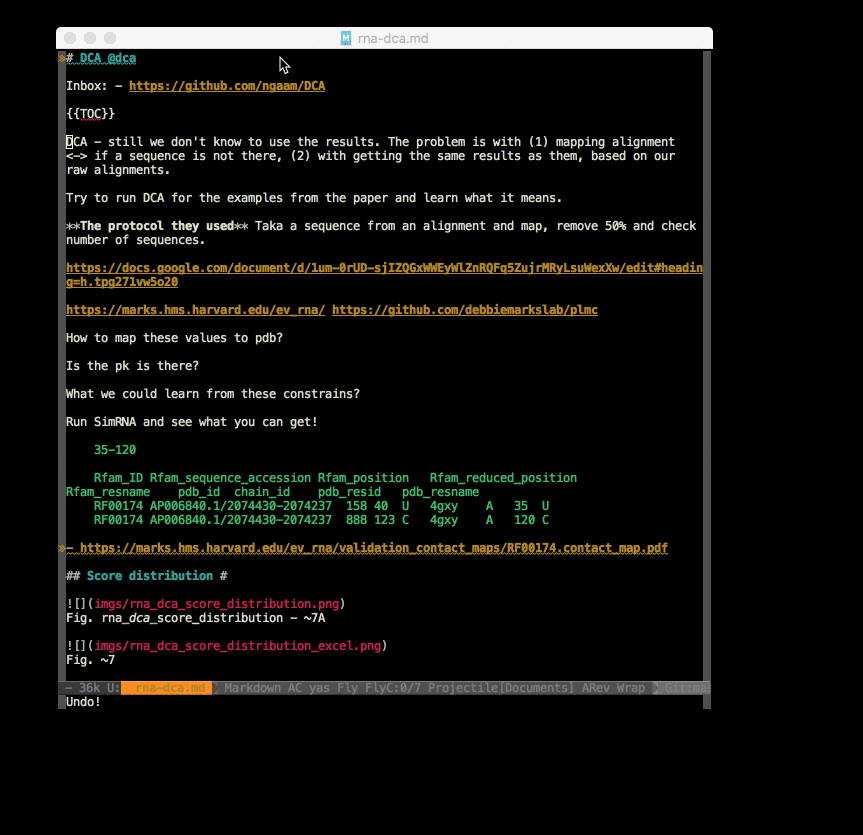 rna-dca.md
»# DCA @dca
Inbox: - https://github.com/ngaam/DCA
{{TOC}}
DCA - still we don't know to use the results. The problem is with (1) mapping alignment
<-> if a sequence is not there, (2) with getting the same results as them, based on our
raw alignments.
Try to run DCA for the examples from the paper and learn what it means.
**The protocol they used** Taka a sequence from an alignment and map, remove 50% and check
number of sequences.
https://docs.google.com/document/d/1um-0rUD-sjIZQGxWWEyWlZnRQFq5ZujrMRyLsuWexXw/edit#headin
g=h.tpg271vw5o20
https://marks.hms.harvard.edu/ev_rna/ https://github.com/debbiemarkslab/plmc
How to map these values to pdb?
Is the pk is there?
What we could learn from these constrains?
Run SimRNA and see what you can get!
35-120
Rfam_ID Rfam_sequence_accession Rfam_position Rfam_reduced_position
Rfam_resname pdb_id chain_id pdb_resid pdb_resname
RF00174 AP006840.1/2074430-2074237 158 40 U 4gxy A 35 U
RF00174 AP006840.1/2074430-2074237 888 123 C 4gxy A 120 C
»- https://marks.hms.harvard.edu/ev_rna/validation_contact_maps/RF00174.contact_map.pdf
## Score distribution #
![](imgs/rna_dca_score_distribution.png)
Fig. rna_dca_score_distribution - ~7A
![](imgs/rna_dca_score_distribution_excel.png)
Fig. ~7
- 36k U: rna-dca.md Markdown AC yas Fly FlyC:0/7 Projectile[Documents] ARev Wrap Git:ma
Undo!